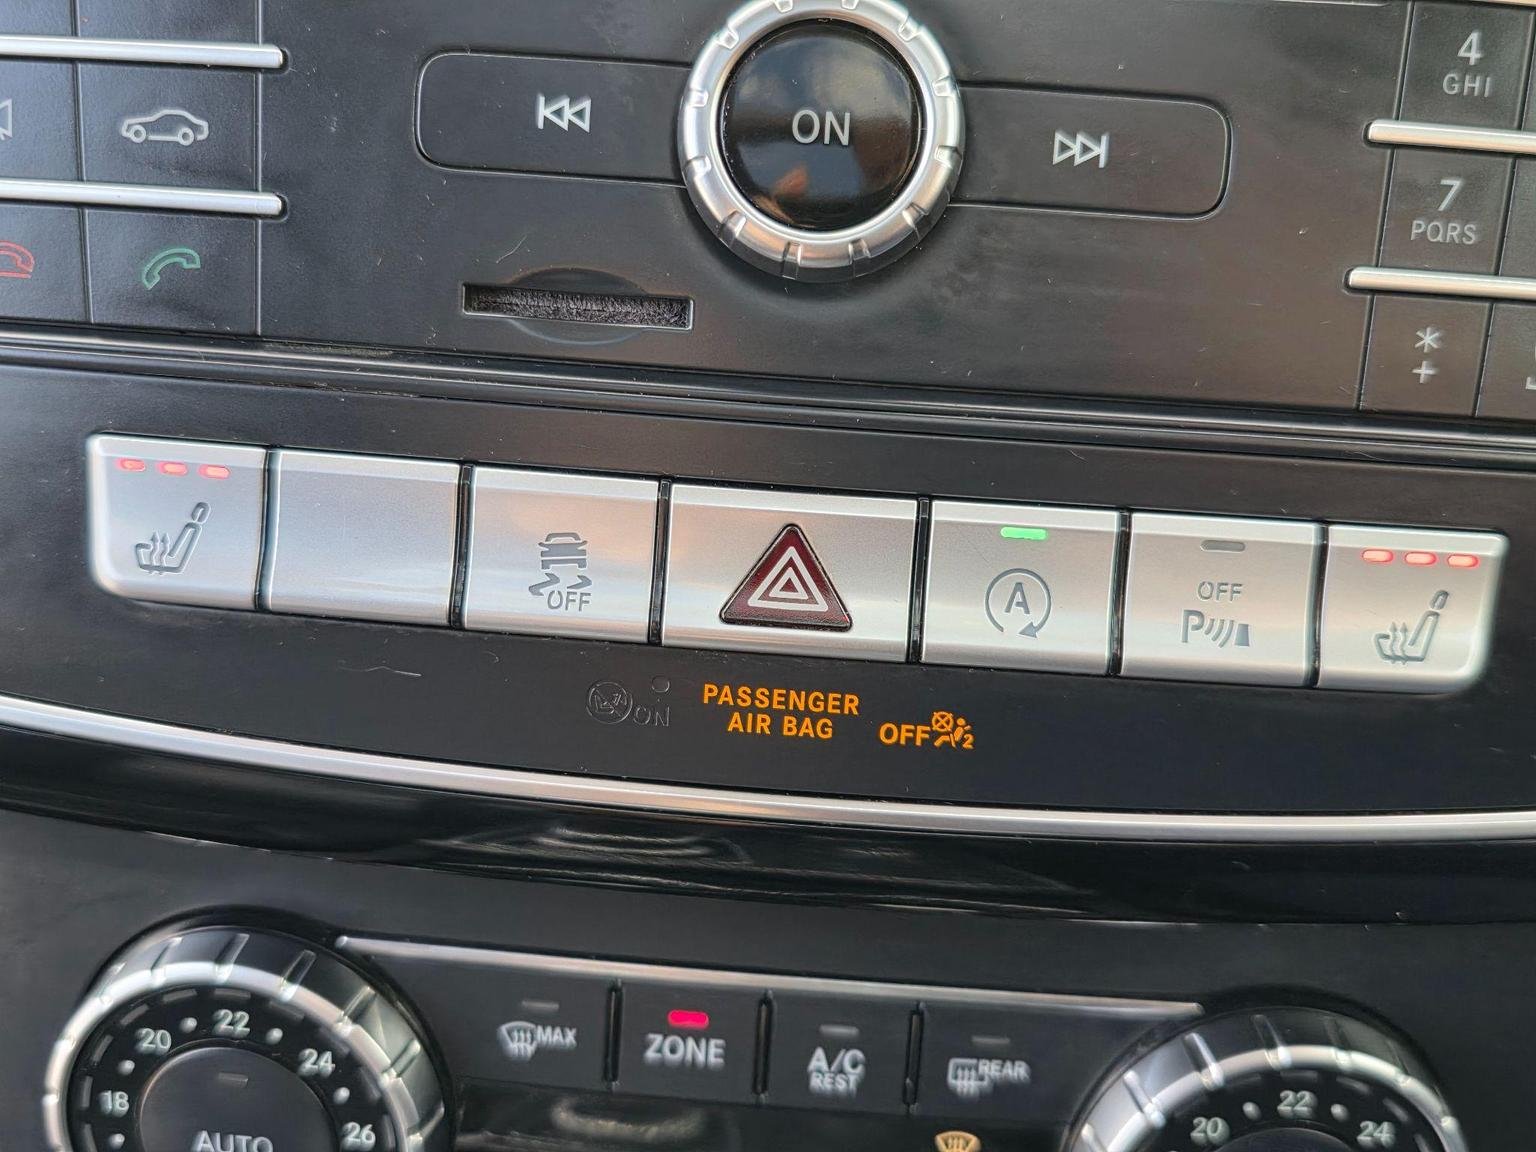 ON
4
GHI
7
PQRS
*
+
OFF
A
OFF
P
ON
PASSENGER
AIR BAG
OFF
2
MAX
ZONE
A/C
REST
REAR
18
20
22
24
26
AUTO
20
22
24